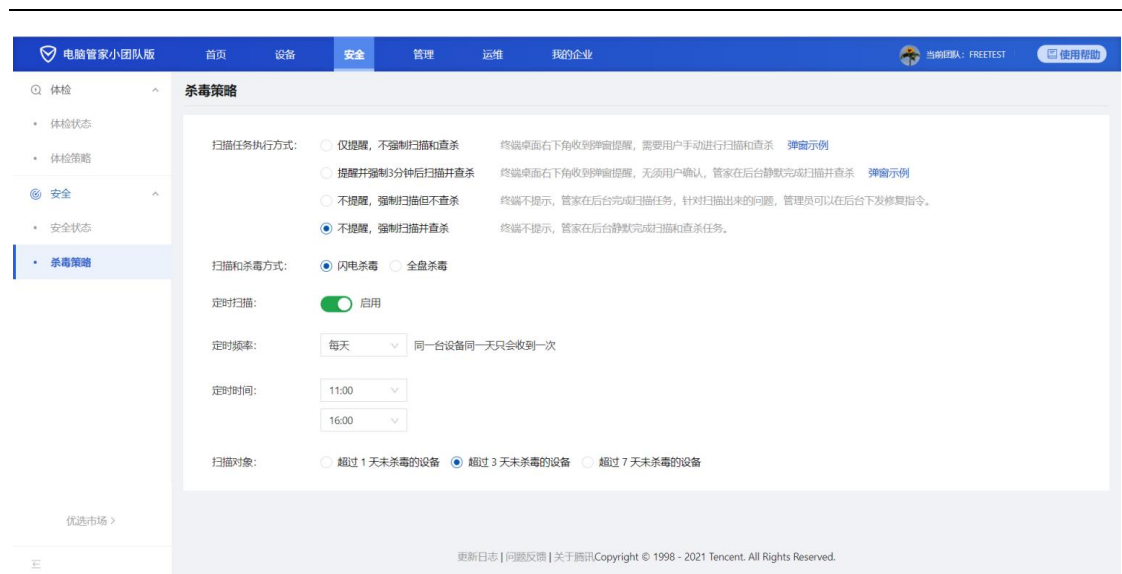 电脑管家小团队版 首页 设备 安全 管理 运维 我的企业 当前团队：FREETEST 使用帮助
体检
体检状态
体检策略
安全
安全状态
杀毒策略
优选市场 >
杀毒策略
扫描任务执行方式： 仅提醒，不强制扫描和查杀 终端桌面右下角收到弹窗提醒，需要用户手动进行扫描和查杀 弹窗示例
提醒并强制3分钟后扫描并查杀 终端桌面右下角收到弹窗提醒，无须用户确认，管家在后台静默完成扫描并查杀 弹窗示例
不提醒，强制扫描但不查杀 终端不提示，管家在后台完成扫描任务，针对扫描出来的问题，管理员可以在后台下发修复指令。
不提醒，强制扫描并查杀 终端不提示，管家在后台静默完成扫描和查杀任务。
扫描和杀毒方式： 闪电杀毒 全盘杀毒
定时扫描： 启用
定时频率： 每天 同一台设备同一天只会收到一次
定时时间： 11:00
16:00
扫描对象： 超过 1 天未杀毒的设备 超过 3 天未杀毒的设备 超过 7 天未杀毒的设备
更新日志 | 问题反馈 | 关于腾讯Copyright © 1998 - 2021 Tencent. All Rights Reserved.